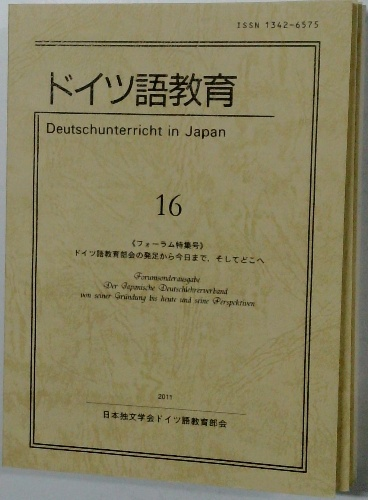 ISSN 1342-6575
ドイツ語教育
Deutschunterricht in Japan
16
《フォーラム特集号》
ドイツ語教育部会の発足から今日まで、そしてどこへ
Forumsonderausgabe
Der Japanische Deutschlehrerverband
von seiner Gründung bis heute und seine Perspektiven
2011
日本独文学会ドイツ語教育部会